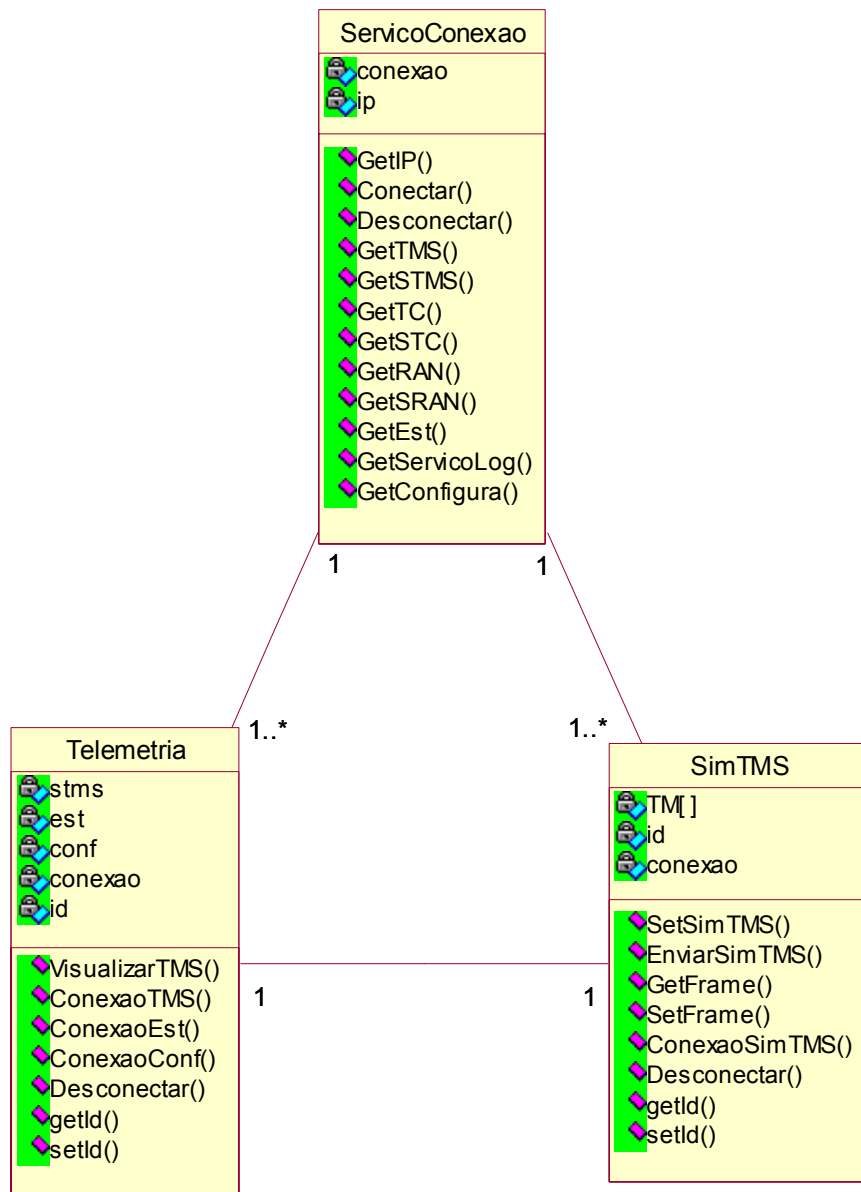 ServicoConexao
conexao
ip
GetIP()
Conectar()
Desconectar()
GetTMS()
GetSTMS()
GetTC()
GetSTC()
GetRAN()
GetSRAN()
GetEst()
GetServicoLog()
GetConfigura()
1
1
1..*
1..*
Telemetria
stms
est
conf
conexao
id
VisualizarTMS()
ConexaoTMS()
ConexaoEst()
ConexaoConf()
Desconectar()
getId()
setId()
1
1
SimTMS
TM[ ]
id
conexao
SetSimTMS()
EnviarSimTMS()
GetFrame()
SetFrame()
ConexaoSimTMS()
Desconectar()
getId()
setId()